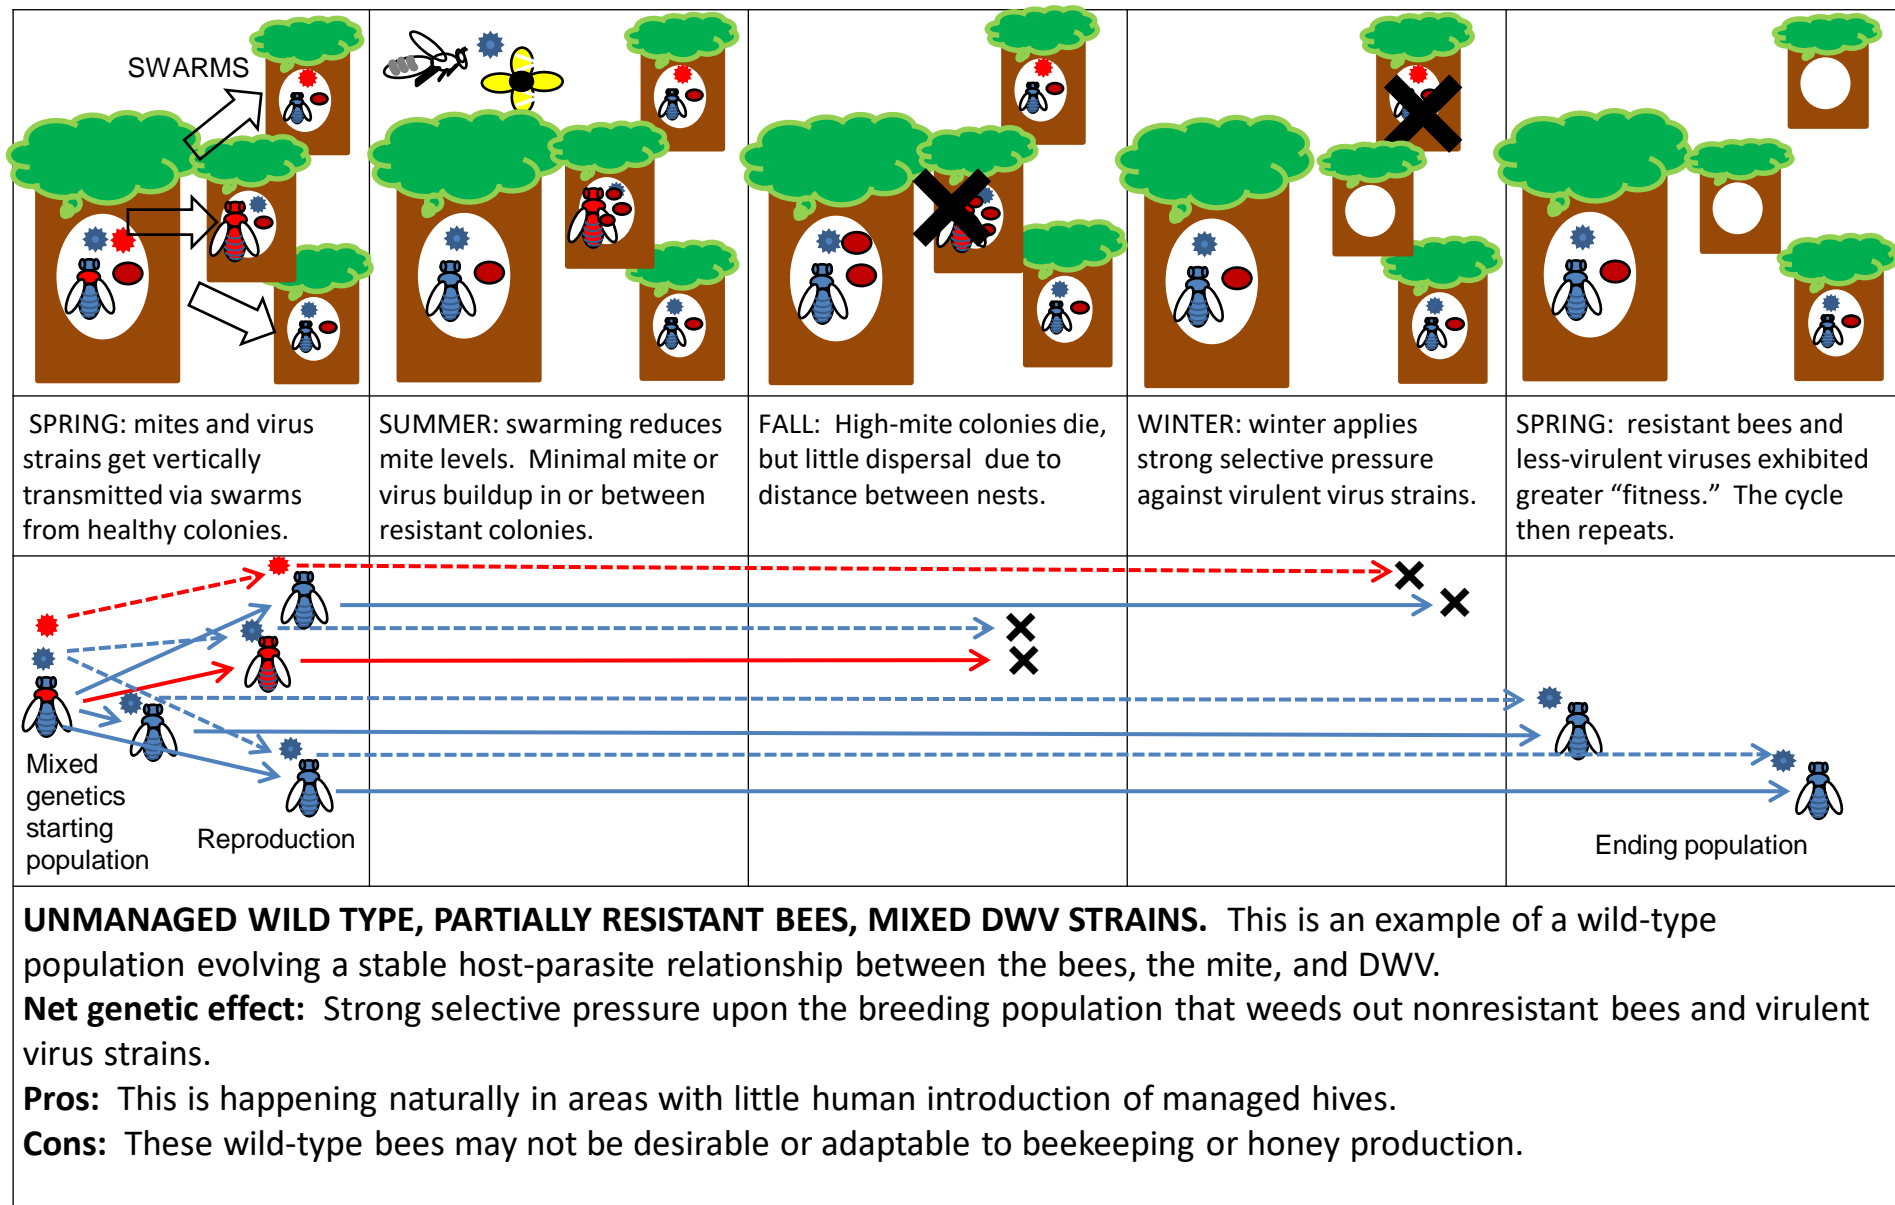 SWARMS
SPRING: mites and virus
strains get vertically
transmitted via swarms
from healthy colonies.
SUMMER: swarming reduces
mite levels.  Minimal mite or
virus buildup in or between
resistant colonies.
FALL:  High-mite colonies die,
but little dispersal  due to
distance between nests.
WINTER: winter applies
strong selective pressure
against virulent virus strains.
SPRING:  resistant bees and
less-virulent viruses exhibited
greater “fitness.”  The cycle
then repeats.
Mixed
genetics
starting
population
Reproduction
Ending population
UNMANAGED WILD TYPE, PARTIALLY RESISTANT BEES, MIXED DWV STRAINS.  This is an example of a wild-type
population evolving a stable host-parasite relationship between the bees, the mite, and DWV.
Net genetic effect:  Strong selective pressure upon the breeding population that weeds out nonresistant bees and virulent
virus strains.
Pros:  This is happening naturally in areas with little human introduction of managed hives.
Cons:  These wild-type bees may not be desirable or adaptable to beekeeping or honey production.